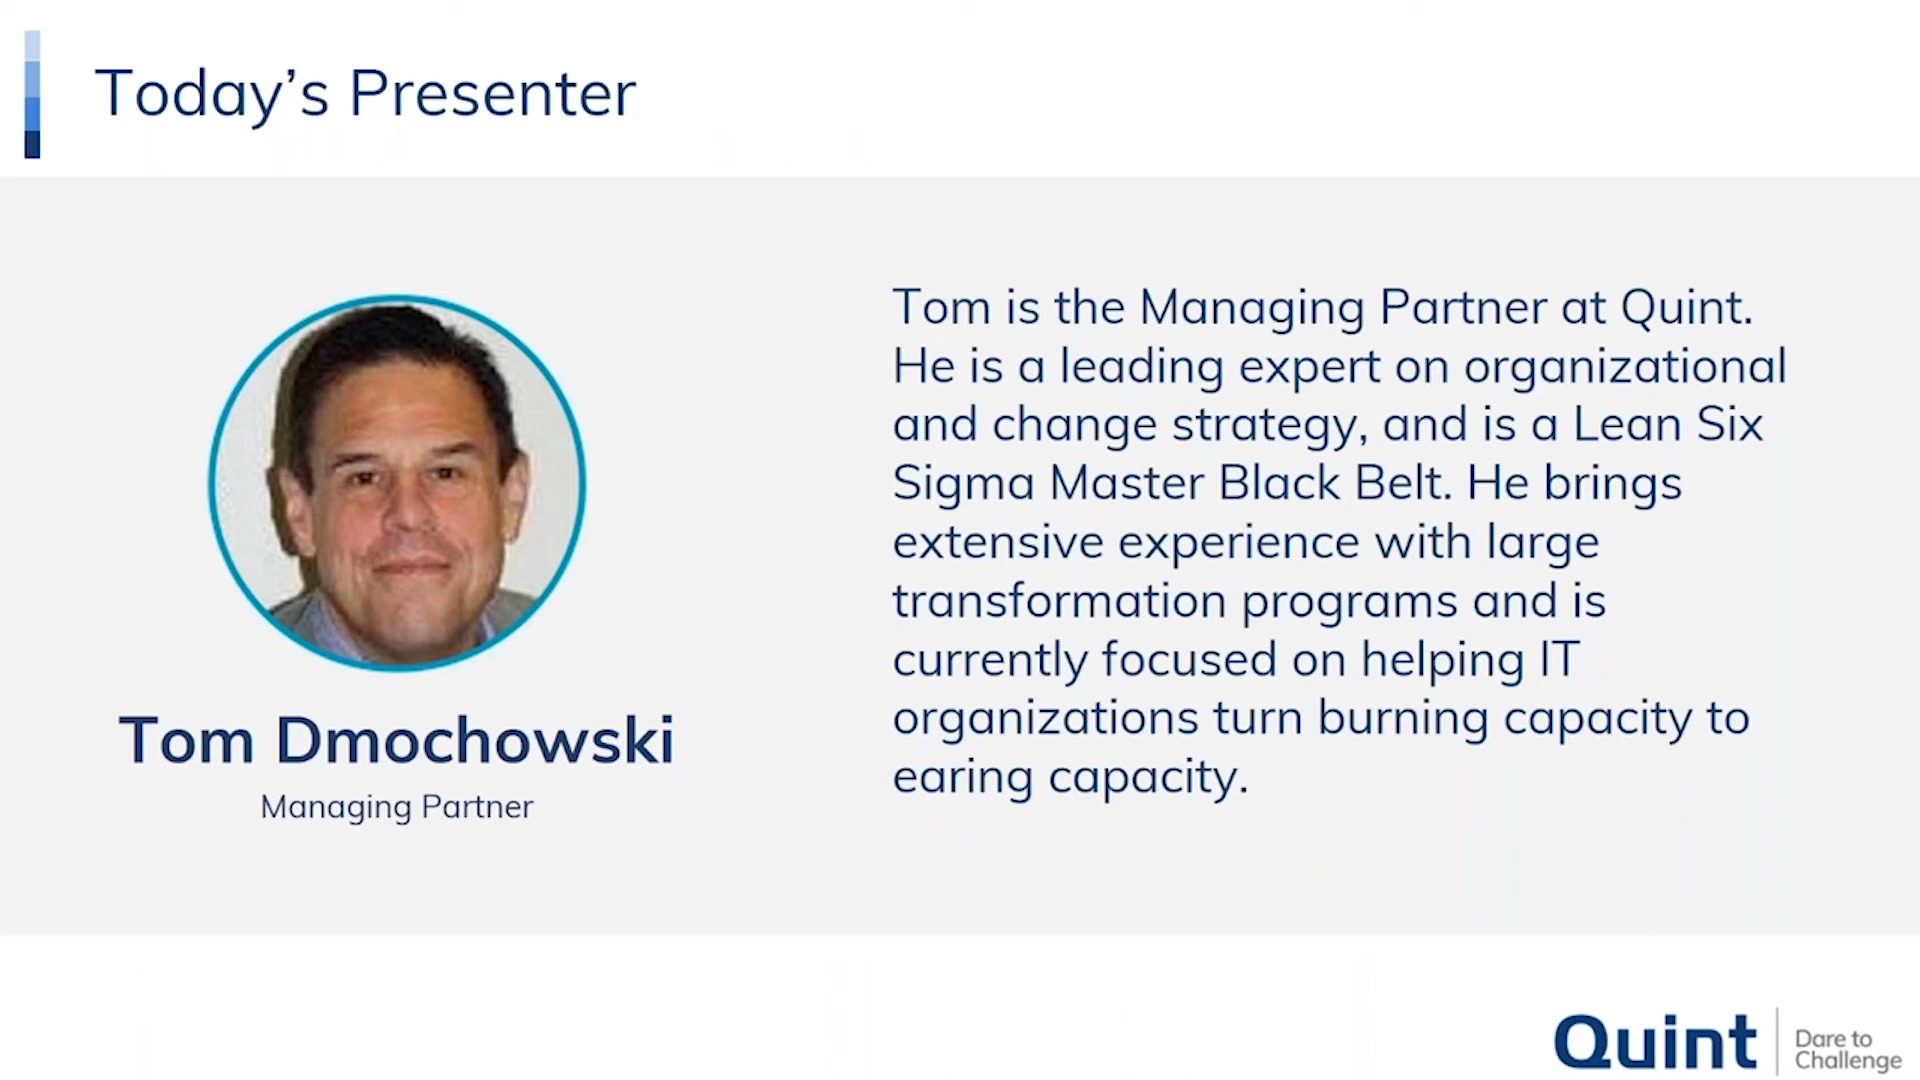 Today’s Presenter
Tom Dmochowski
Managing Partner
Tom is the Managing Partner at Quint.
He is a leading expert on organizational
and change strategy, and is a Lean Six
Sigma Master Black Belt. He brings
extensive experience with large
transformation programs and is
currently focused on helping IT
organizations turn burning capacity to
earing capacity.
Quint
Dare to
Challenge